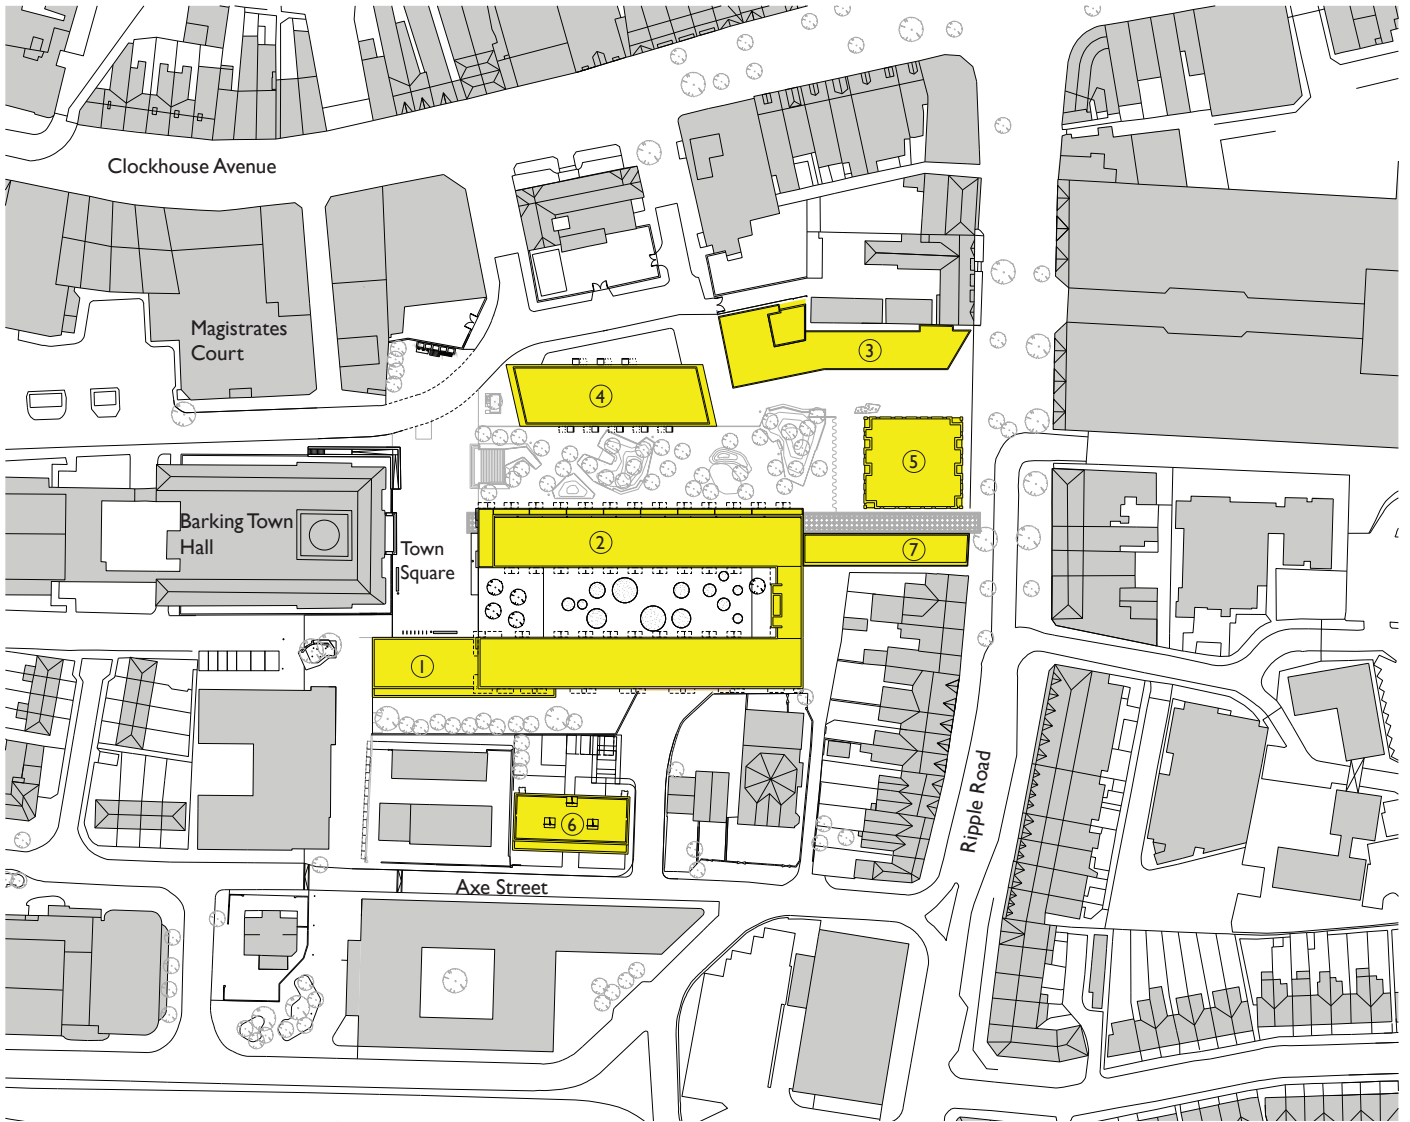 Clockhouse Avenue
Magistrates
Court
3
4
5
Barking Town
Hall
Town
Square
2
7
1
Ripple Road
6
Axe Street